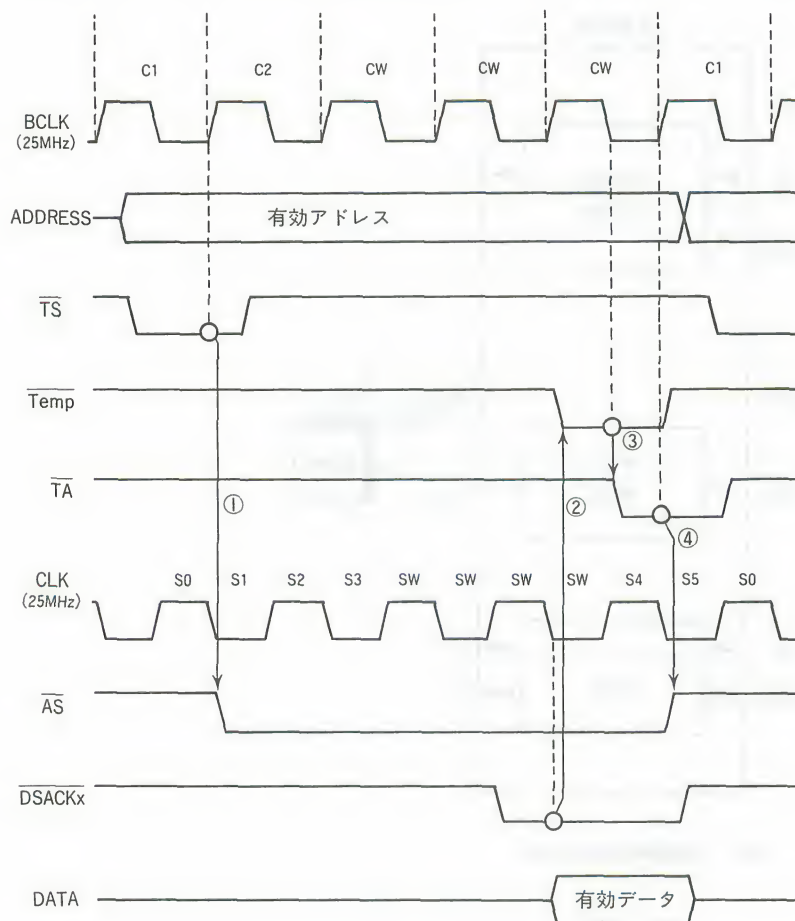 C1 C2 CW CW CW C1
BCLK
(25MHz)
ADDRESS 有効アドレス
TS
Temp
③
TA
① ② ④
CLK S0 S1 S2 S3 SW SW SW SW S4 S5 S0
(25MHz)
AS
DSACKx
DATA 有効データ